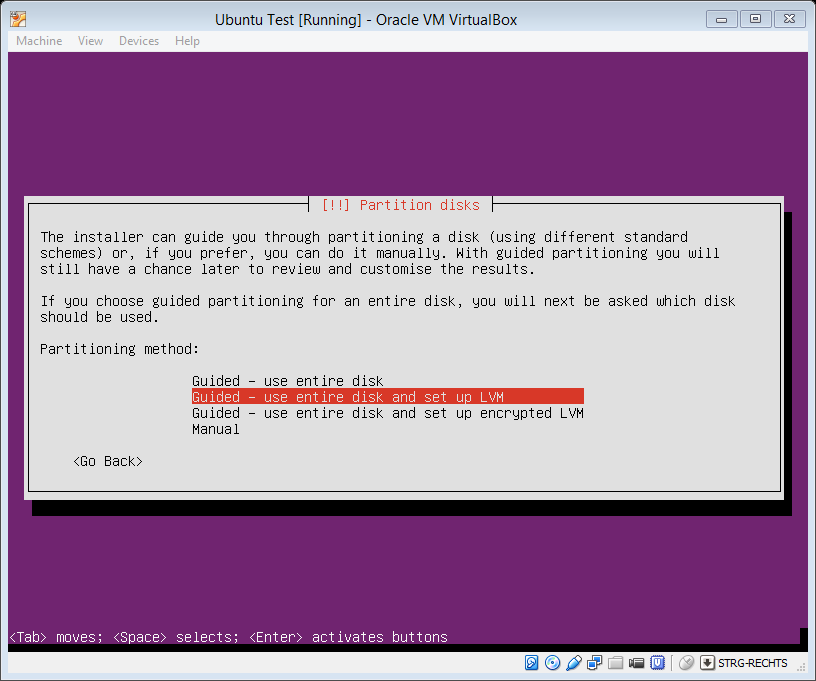 Ubuntu Test [Running] - Oracle VM VirtualBox
Machine View Devices Help
[!!] Partition disks
The installer can guide you through partitioning a disk (using different standard
schemes) or, if you prefer, you can do it manually. With guided partitioning you will
still have a chance later to review and customise the results.
If you choose guided partitioning for an entire disk, you will next be asked which disk
should be used.
Partitioning method:
Guided - use entire disk
Guided - use entire disk and set up LVM
Guided - use entire disk and set up encrypted LVM
Manual
<Go Back>
<Tab> moves; <Space> selects; <Enter> activates buttons
STRG-RECHTS